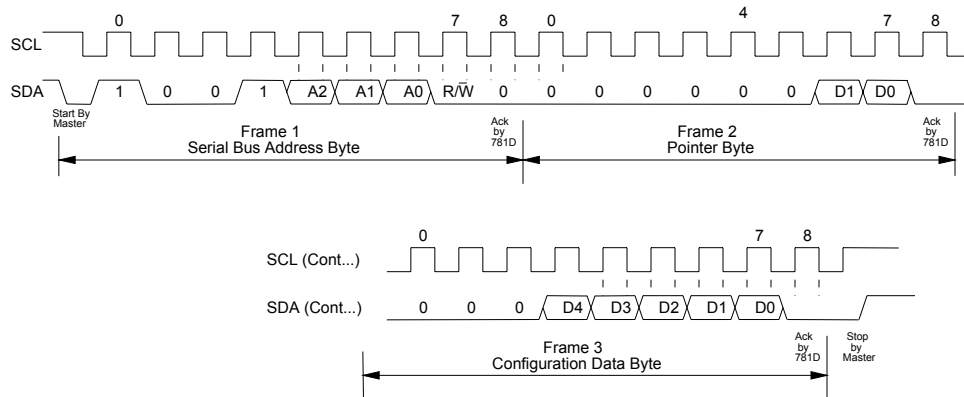 0 7 8 0 4 7 8
SCL
SDA 1 0 0 1 A2 A1 A0 R/W̅ 0 0 0 0 0 0 0 D1 D0
Start By
Master
Frame 1
Serial Bus Address Byte
Ack
by
781D
Frame 2
Pointer Byte
Ack
by
781D
0 7 8
SCL (Cont...)
SDA (Cont...) 0 0 0 D4 D3 D2 D1 D0
Frame 3
Configuration Data Byte
Ack
by
781D
Stop
by
Master